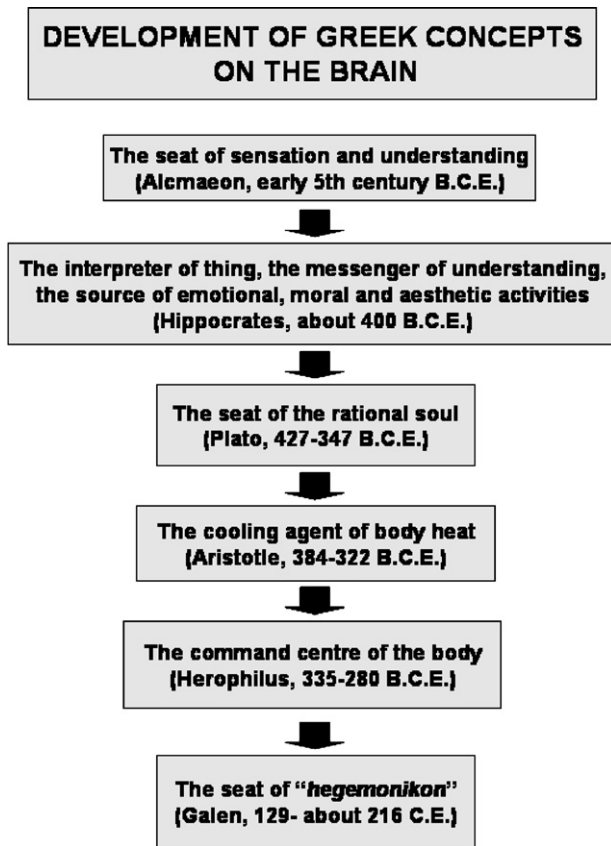 DEVELOPMENT OF GREEK CONCEPTS
ON THE BRAIN
The seat of sensation and understanding
(Alcmaeon, early 5th century B.C.E.)
The interpreter of thing, the messenger of understanding,
the source of emotional, moral and aesthetic activities
(Hippocrates, about 400 B.C.E.)
The seat of the rational soul
(Plato, 427-347 B.C.E.)
The cooling agent of body heat
(Aristotle, 384-322 B.C.E.)
The command centre of the body
(Herophilus, 335-280 B.C.E.)
The seat of “hegemonikon”
(Galen, 129- about 216 C.E.)